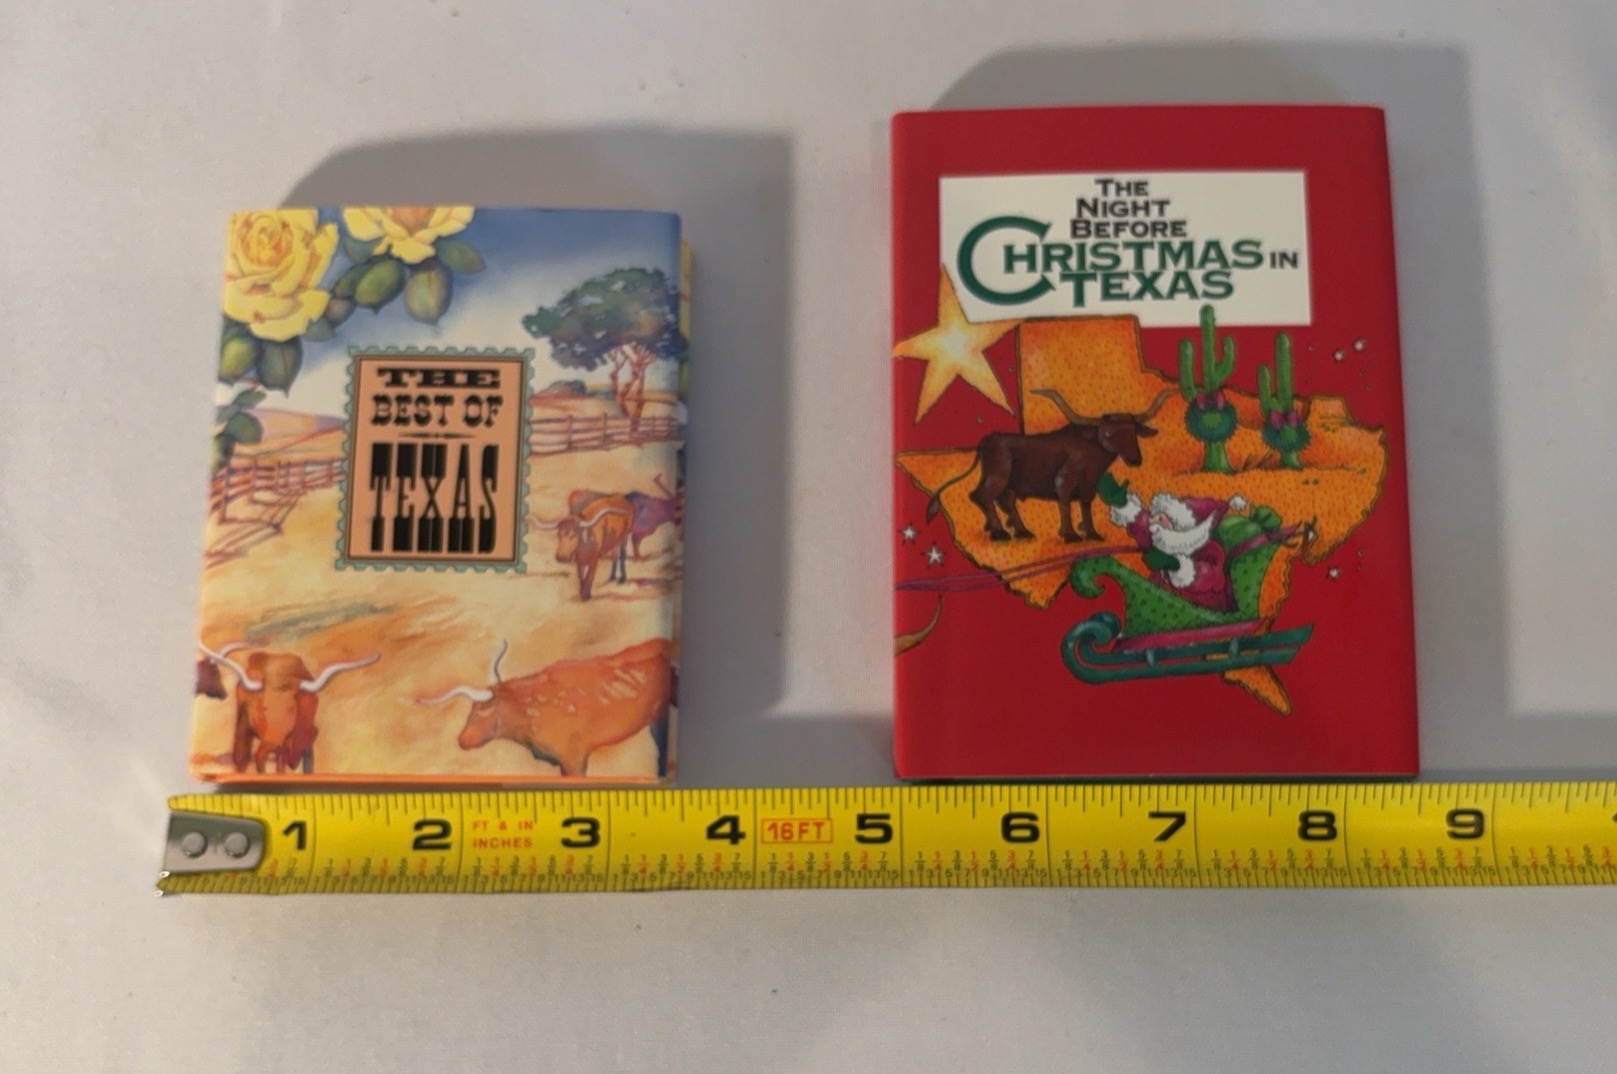 THE
BEST OF
TEXAS
THE
NIGHT
BEFORE
CHRISTMAS IN
TEXAS
1 2 FT & IN 3 4 16FT 5 6 7 8 9
INCHES